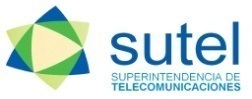 sutel
SUPERINTENDENCIA DE
TELECOMUNICACIONES